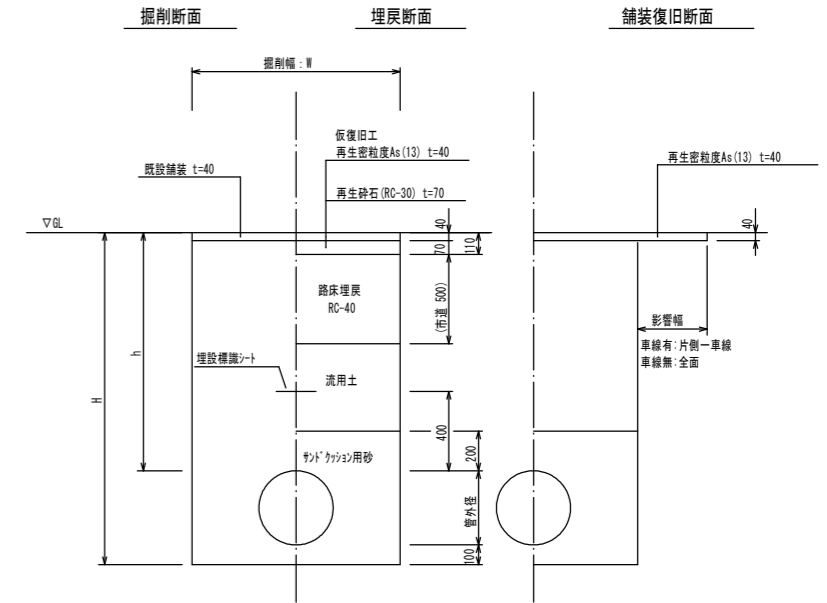 掘削断面
埋戻断面
舗装復旧断面
掘削幅：W
仮復旧工
再生密粒度As(13) t=40
再生密粒度As(13) t=40
既設舗装 t=40
再生砕石(RC-30) t=70
▽GL
40
70
110
40
路床埋戻
RC-40
(市道 500)
影響幅
車線有:片側一車線
車線無:全面
h
H
埋設標識シート
流用土
400
サンドクッション用砂
200
管外径
100